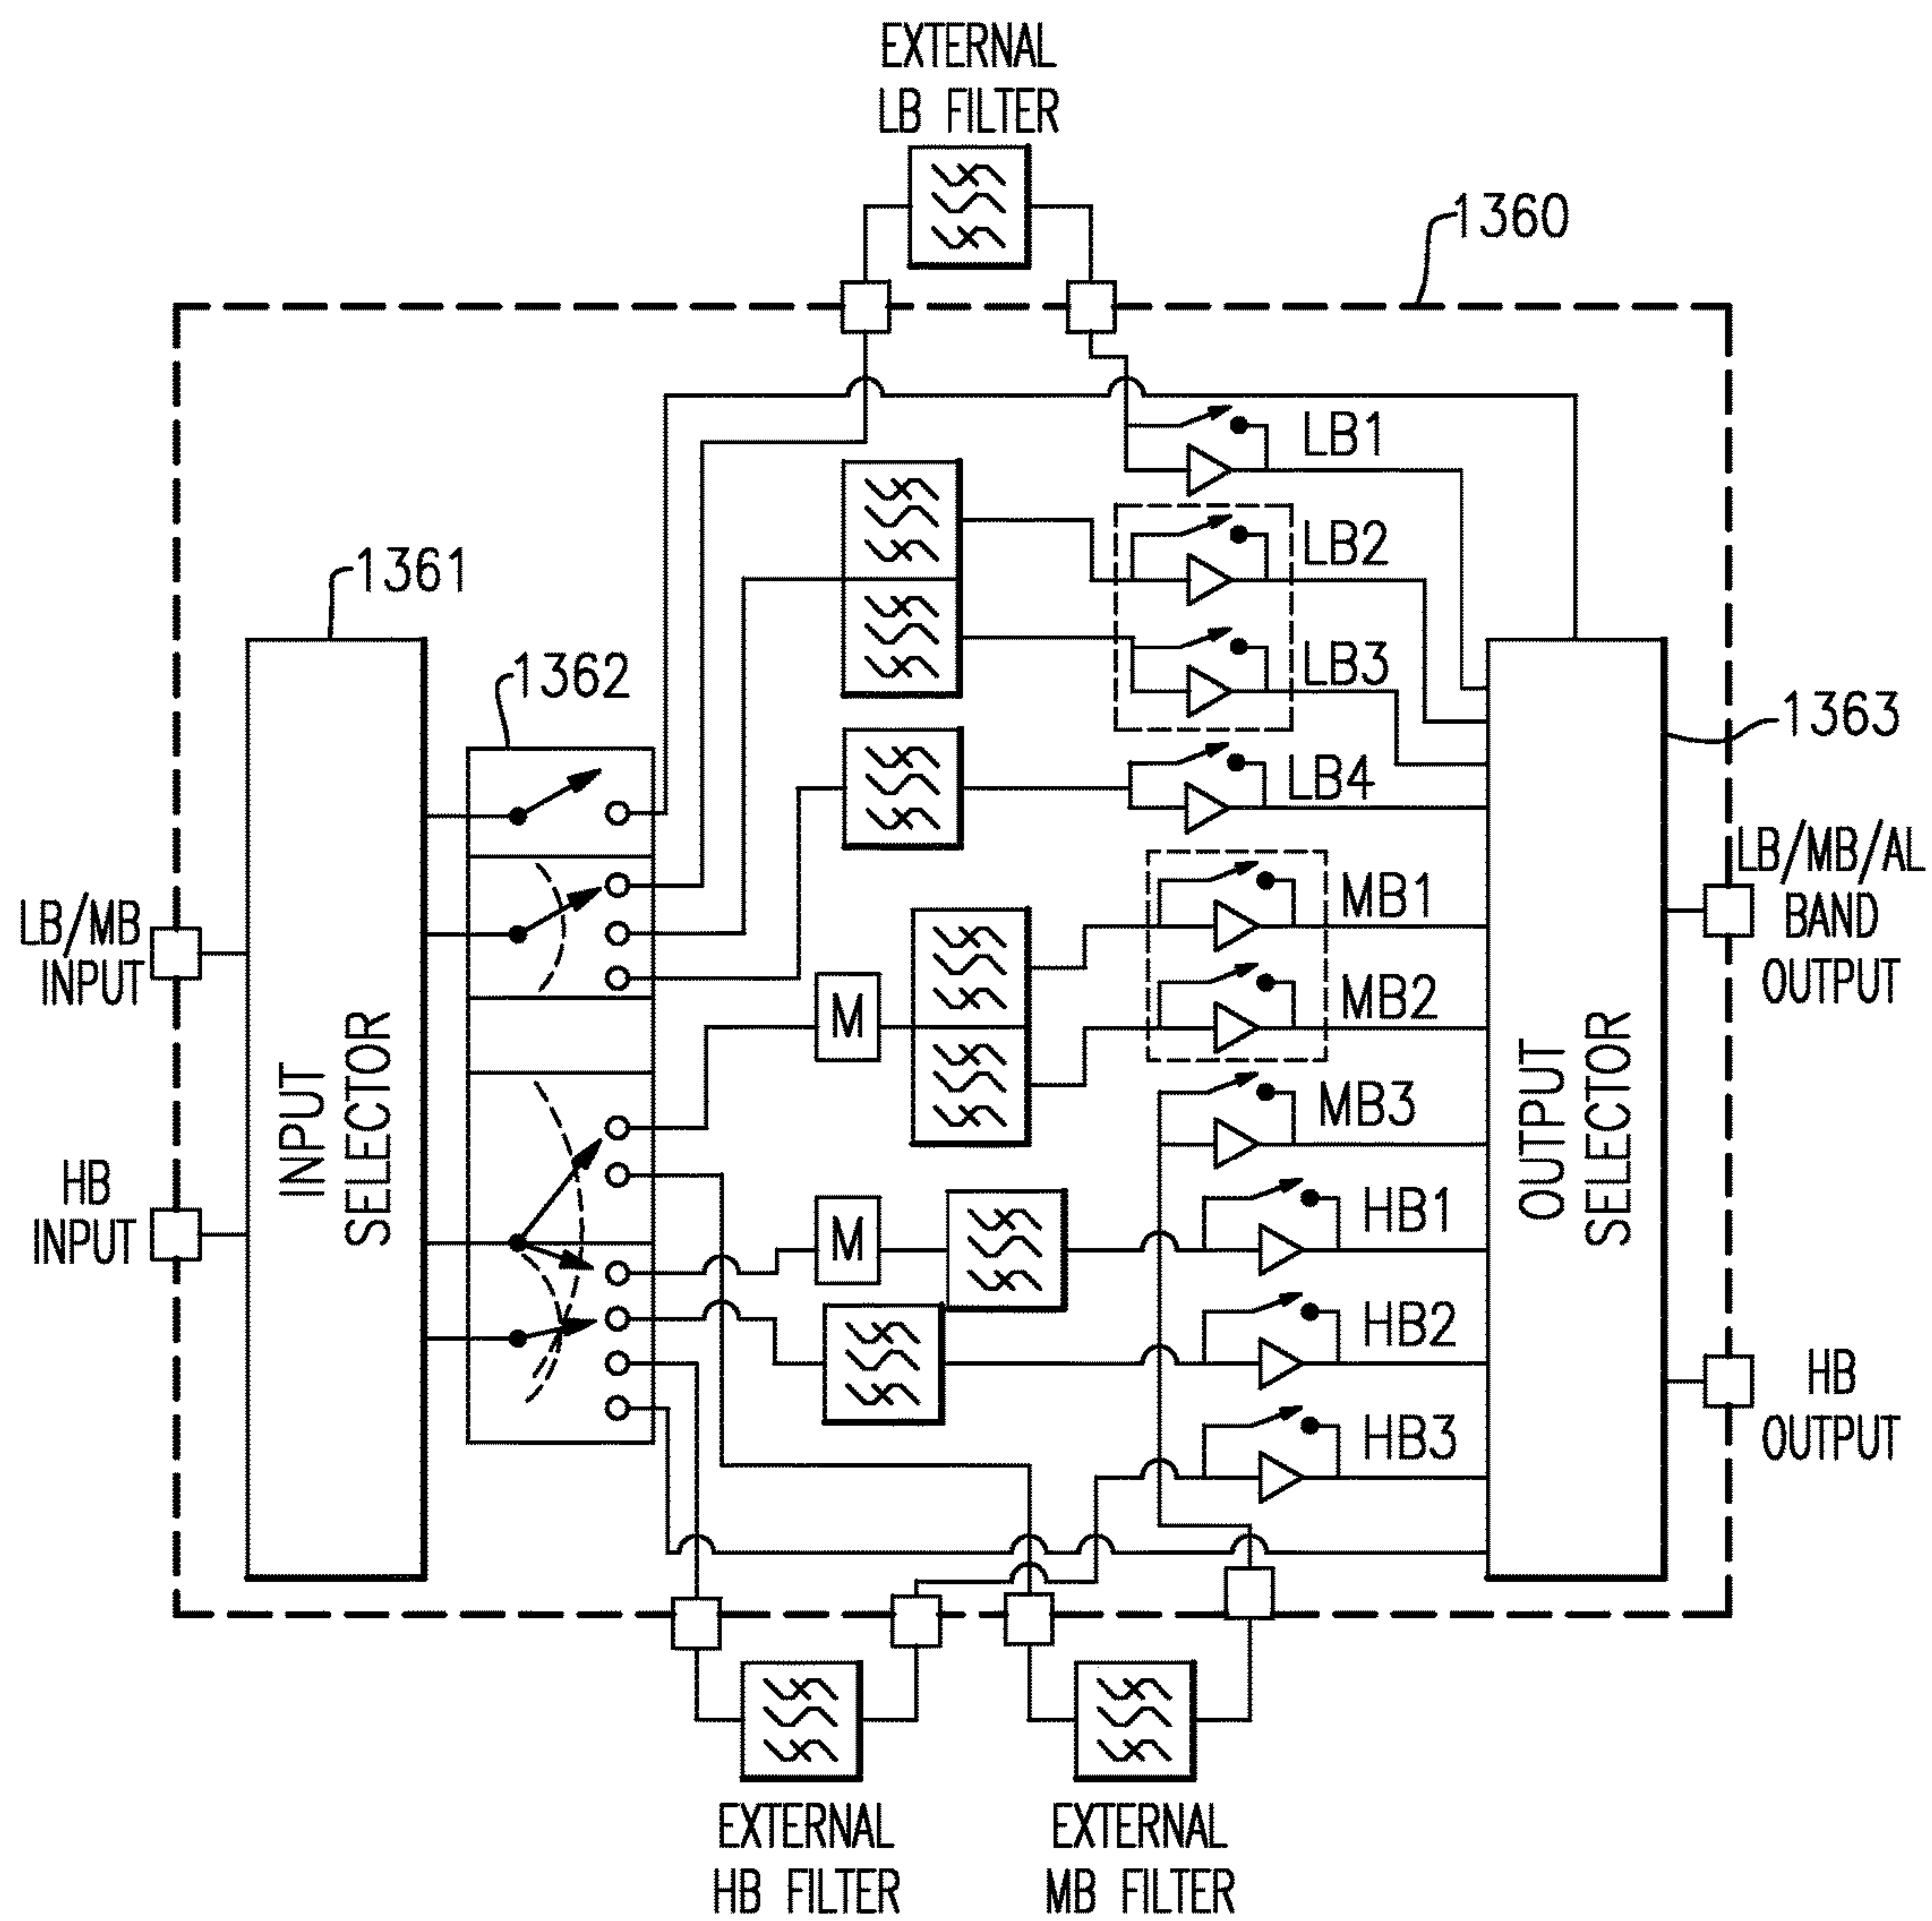 EXTERNAL
LB FILTER
1360
1361
1362
1363
LB1
LB2
LB3
LB4
MB1
MB2
MB3
HB1
HB2
HB3
M
M
LB/MB
INPUT
HB
INPUT
INPUT
SELECTOR
OUTPUT
SELECTOR
LB/MB/AL
BAND
OUTPUT
HB
OUTPUT
EXTERNAL
HB FILTER
EXTERNAL
MB FILTER